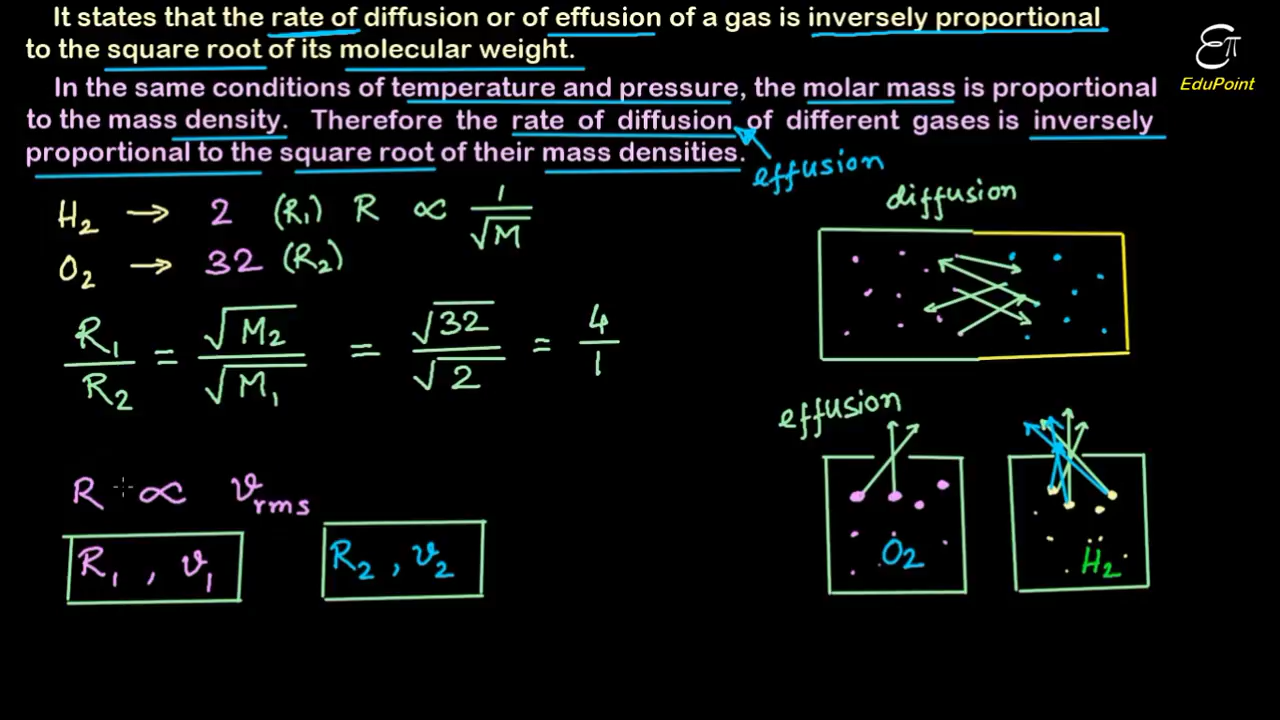 It states that the rate of diffusion or of effusion of a gas is inversely proportional
to the square root of its molecular weight.
In the same conditions of temperature and pressure, the molar mass is proportional
to the mass density. Therefore the rate of diffusion of different gases is inversely
proportional to the square root of their mass densities.
effusion
επ
EduPoint
H₂ → 2 (R₁) R ∝ 1/√M
O₂ → 32 (R₂)
R₁/R₂ = √M₂/√M₁ = √32/√2 = 4/1
R ∝ v_rms
R₁, v₁
R₂, v₂
diffusion
effusion
O₂
H₂